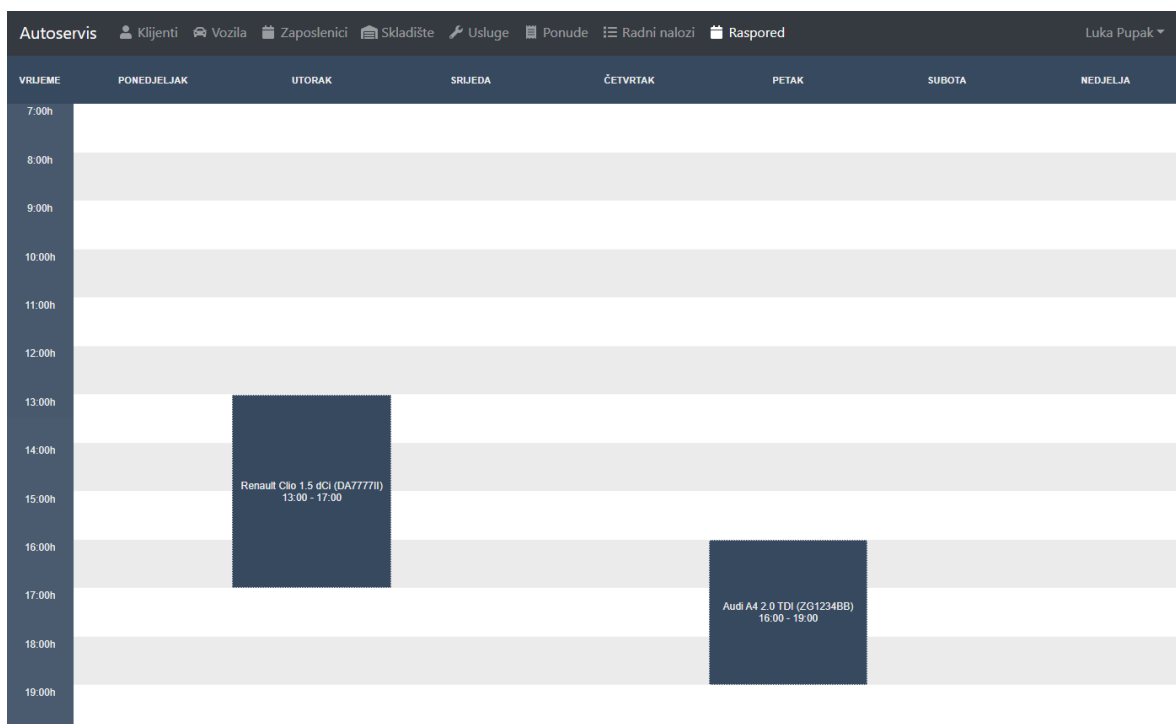 Autoservis Klijenti Vozila Zaposlenici Skladište Usluge Ponude Radni nalozi Raspored Luka Pupak
VRIJEME PONEDJELJAK UTORAK SRIJEDA ČETVRTAK PETAK SUBOTA NEDJELJA
7:00h
8:00h
9:00h
10:00h
11:00h
12:00h
13:00h
14:00h
Renault Clio 1.5 dCi (DA7777II)
13:00 - 17:00
15:00h
16:00h
17:00h
Audi A4 2.0 TDI (ZG1234BB)
16:00 - 19:00
18:00h
19:00h